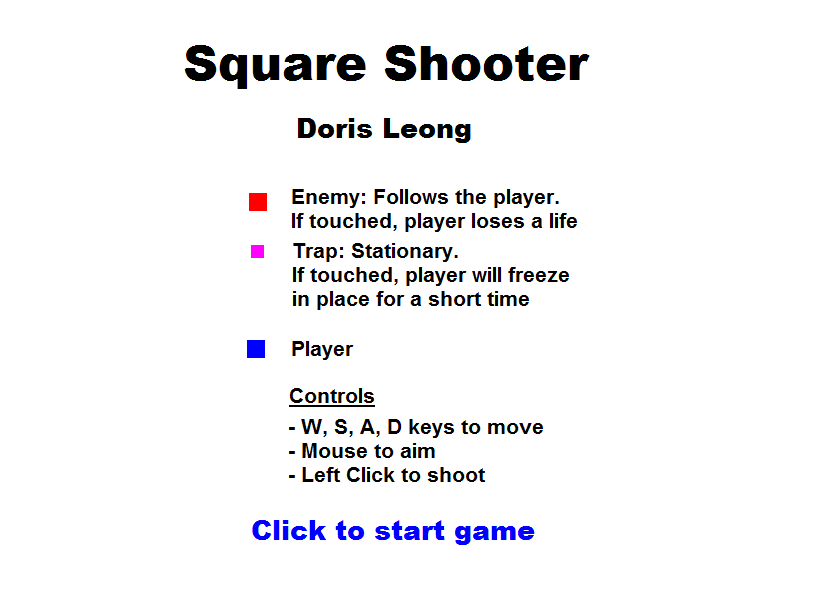 Square Shooter
Doris Leong
Enemy: Follows the player.
If touched, player loses a life
Trap: Stationary.
If touched, player will freeze
in place for a short time
Player
Controls
- W, S, A, D keys to move
- Mouse to aim
- Left Click to shoot
Click to start game